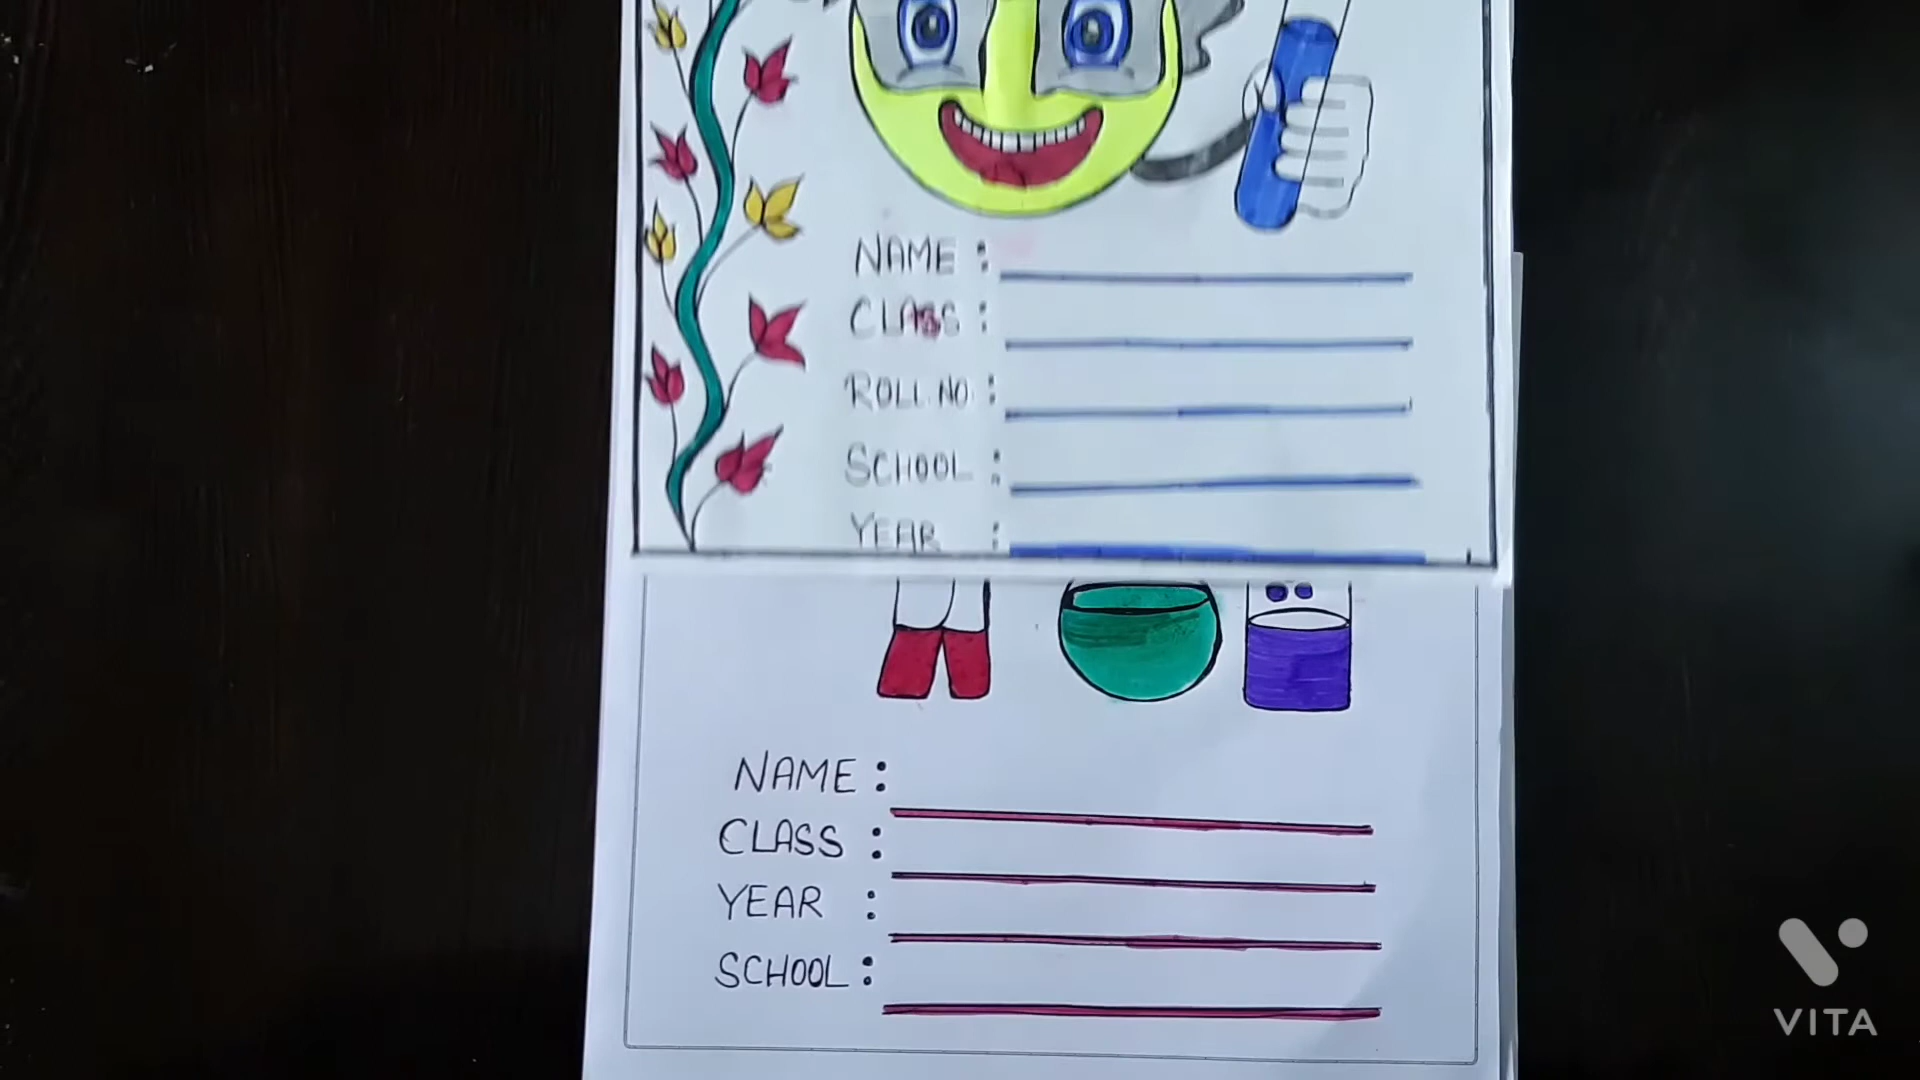 NAME :
CLASS :
ROLL.NO. :
SCHOOL :
YEAR :
NAME :
CLASS :
YEAR :
SCHOOL :
VITA